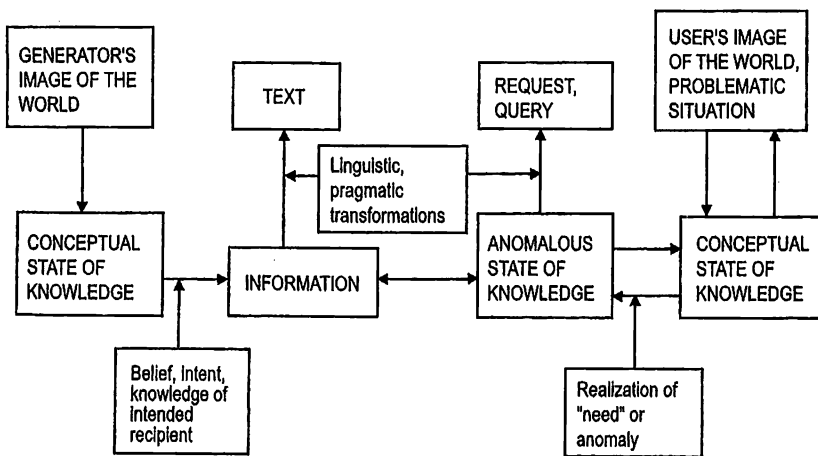 GENERATOR'S
IMAGE OF THE
WORLD
TEXT
REQUEST,
QUERY
USER'S IMAGE
OF THE WORLD,
PROBLEMATIC
SITUATION
Linguistic,
pragmatic
transformations
CONCEPTUAL
STATE OF
KNOWLEDGE
INFORMATION
ANOMALOUS
STATE OF
KNOWLEDGE
CONCEPTUAL
STATE OF
KNOWLEDGE
Belief, Intent,
knowledge of
intended
recipient
Realization of
"need" or
anomaly